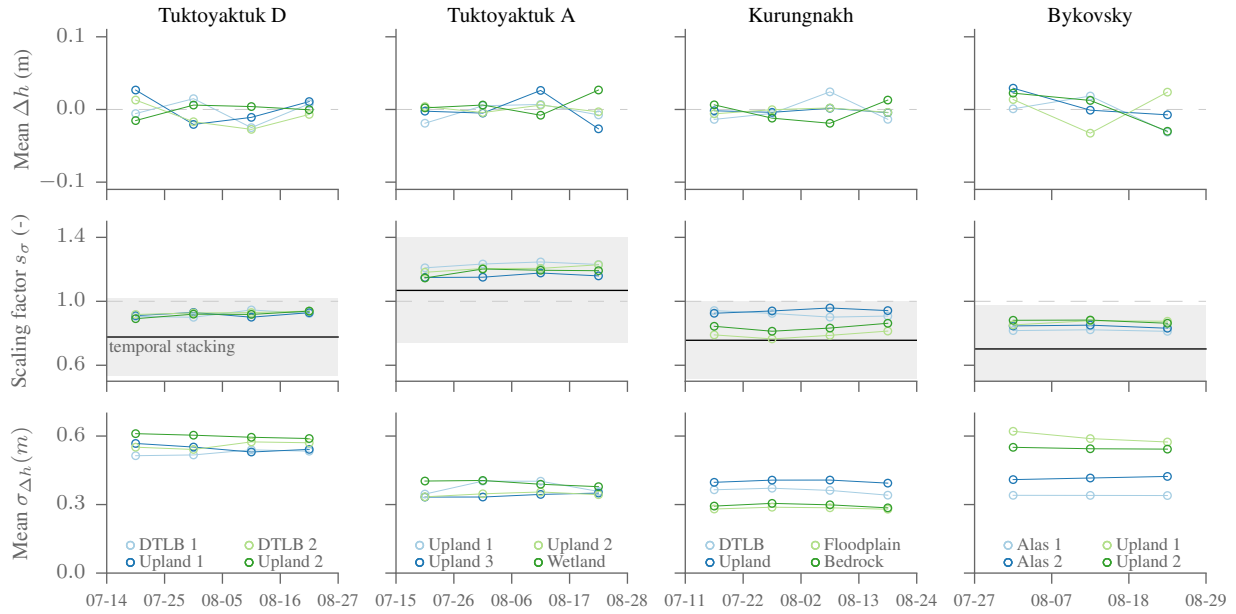 Tuktoyaktuk D
Tuktoyaktuk A
Kurungnakh
Bykovsky
Mean Δh (m)
0.1
0.0
−0.1
Scaling factor s_σ (-)
1.4
1.0
0.6
temporal stacking
Mean σ_Δh (m)
0.6
0.3
0.0
DTLB 1
DTLB 2
Upland 1
Upland 2
Upland 1
Upland 2
Upland 3
Wetland
DTLB
Floodplain
Upland
Bedrock
Alas 1
Upland 1
Alas 2
Upland 2
07-14 07-25 08-05 08-16 08-27
07-15 07-26 08-06 08-17 08-28
07-11 07-22 08-02 08-13 08-24
07-27 08-07 08-18 08-29